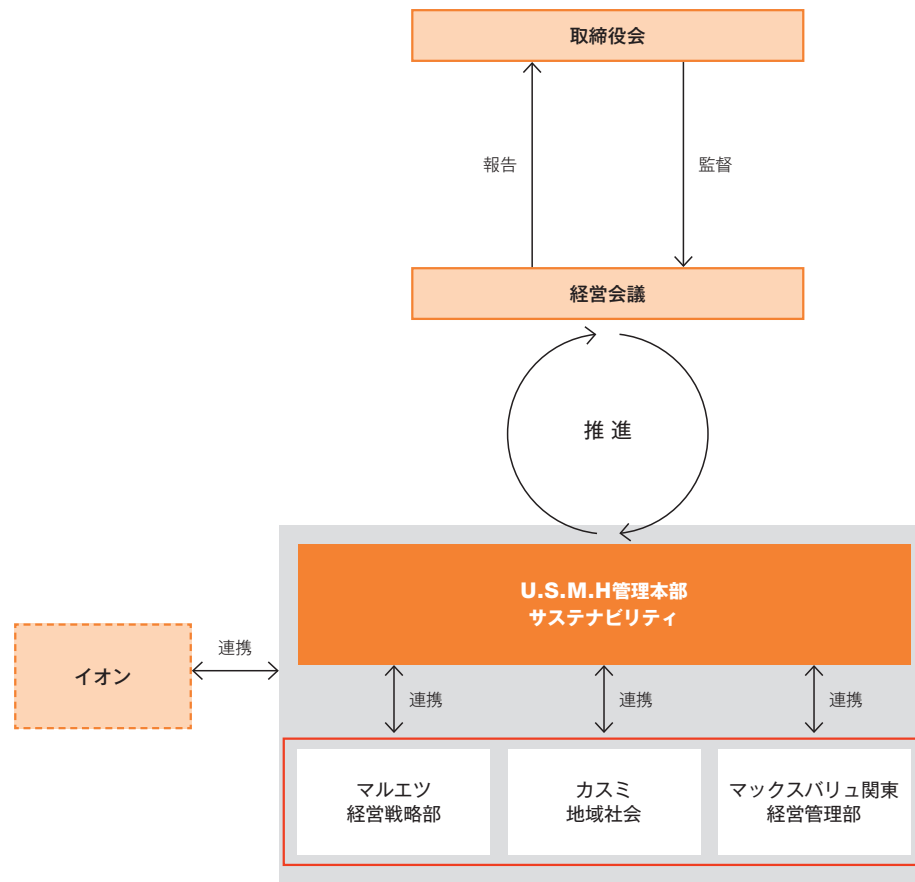 取締役会
報告
監督
経営会議
推 進
U.S.M.H管理本部
サステナビリティ
イオン
連携
連携
連携
連携
マルエツ
経営戦略部
カスミ
地域社会
マックスバリュ関東
経営管理部